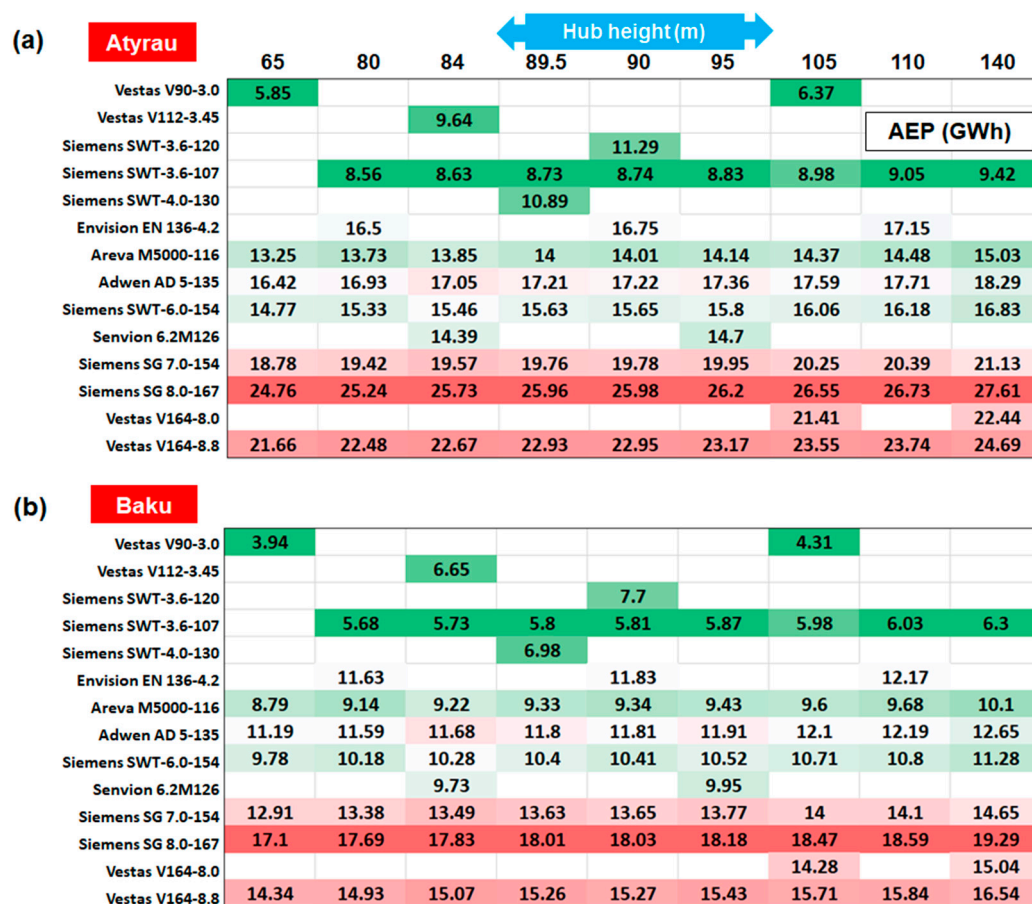 (a) Atyrau Hub height (m)
65 80 84 89.5 90 95 105 110 140
Vestas V90-3.0 5.85 6.37
Vestas V112-3.45 9.64 AEP (GWh)
Siemens SWT-3.6-120 11.29
Siemens SWT-3.6-107 8.56 8.63 8.73 8.74 8.83 8.98 9.05 9.42
Siemens SWT-4.0-130 10.89
Envision EN 136-4.2 16.5 16.75 17.15
Areva M5000-116 13.25 13.73 13.85 14 14.01 14.14 14.37 14.48 15.03
Adwen AD 5-135 16.42 16.93 17.05 17.21 17.22 17.36 17.59 17.71 18.29
Siemens SWT-6.0-154 14.77 15.33 15.46 15.63 15.65 15.8 16.06 16.18 16.83
Senvion 6.2M126 14.39 14.7
Siemens SG 7.0-154 18.78 19.42 19.57 19.76 19.78 19.95 20.25 20.39 21.13
Siemens SG 8.0-167 24.76 25.24 25.73 25.96 25.98 26.2 26.55 26.73 27.61
Vestas V164-8.0 21.41 22.44
Vestas V164-8.8 21.66 22.48 22.67 22.93 22.95 23.17 23.55 23.74 24.69
(b) Baku
Vestas V90-3.0 3.94 4.31
Vestas V112-3.45 6.65
Siemens SWT-3.6-120 7.7
Siemens SWT-3.6-107 5.68 5.73 5.8 5.81 5.87 5.98 6.03 6.3
Siemens SWT-4.0-130 6.98
Envision EN 136-4.2 11.63 11.83 12.17
Areva M5000-116 8.79 9.14 9.22 9.33 9.34 9.43 9.6 9.68 10.1
Adwen AD 5-135 11.19 11.59 11.68 11.8 11.81 11.91 12.1 12.19 12.65
Siemens SWT-6.0-154 9.78 10.18 10.28 10.4 10.41 10.52 10.71 10.8 11.28
Senvion 6.2M126 9.73 9.95
Siemens SG 7.0-154 12.91 13.38 13.49 13.63 13.65 13.77 14 14.1 14.65
Siemens SG 8.0-167 17.1 17.69 17.83 18.01 18.03 18.18 18.47 18.59 19.29
Vestas V164-8.0 14.28 15.04
Vestas V164-8.8 14.34 14.93 15.07 15.26 15.27 15.43 15.71 15.84 16.54